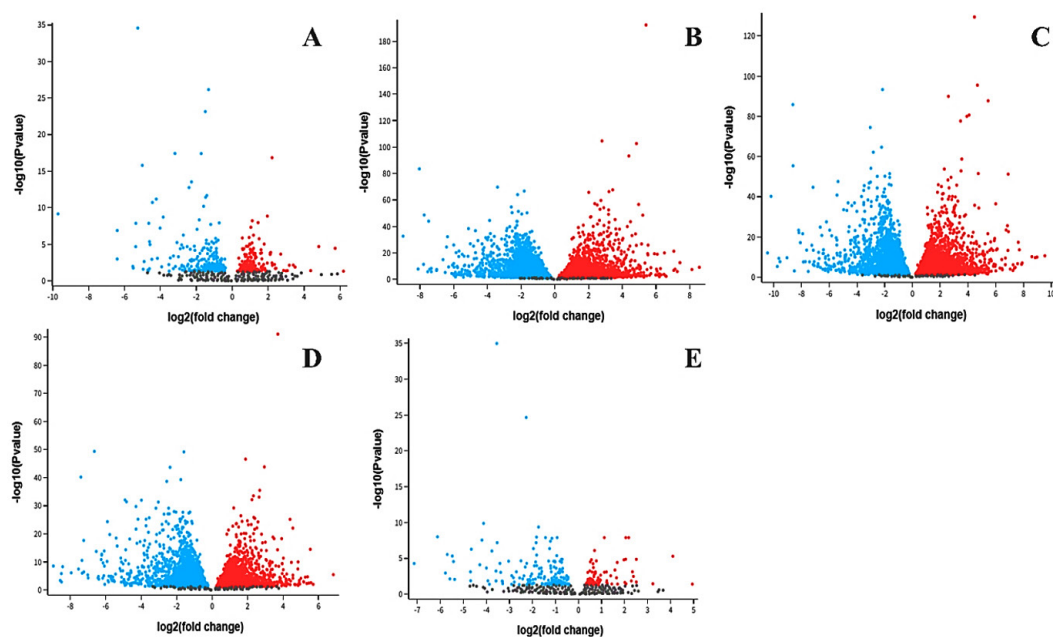 A
-log10(Pvalue)
35
30
25
20
15
10
5
0
-10 -8 -6 -4 -2 0 2 4 6
log2(fold change)
B
-log10(Pvalue)
180
160
140
120
100
80
60
40
20
0
-8 -6 -4 -2 0 2 4 6 8
log2(fold change)
C
-log10(Pvalue)
120
100
80
60
40
20
0
-10 -8 -6 -4 -2 0 2 4 6 8 10
log2(fold change)
D
-log10(Pvalue)
90
80
70
60
50
40
30
20
10
0
-8 -6 -4 -2 0 2 4 6
log2(fold change)
E
-log10(Pvalue)
35
30
25
20
15
10
5
0
-7 -6 -5 -4 -3 -2 -1 0 1 2 3 4 5
log2(fold change)